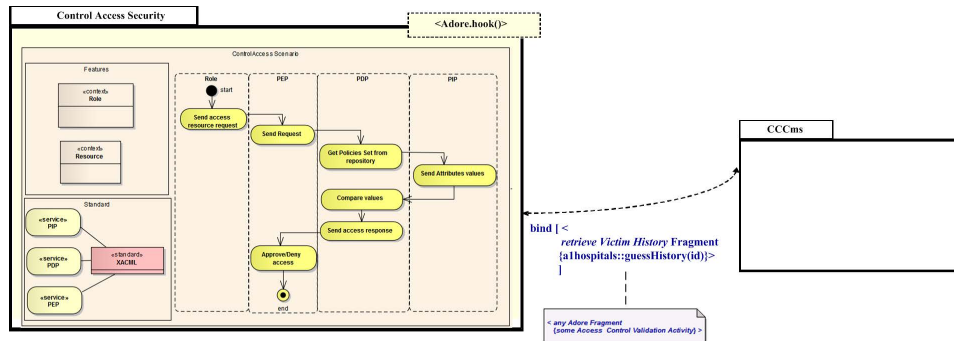 Control Access Security
<Adore.hook()>
ControlAccess Scenario
Features
«context»
Role
«context»
Resource
Standard
«service»
PIP
«service»
PDP
«service»
PEP
«standard»
XACML
Role
PEP
PDP
PIP
start
Send access
resource request
Send Request
Get Policies Set from
repository
Send Attributes values
Compare values
Send access response
Approve/Deny
access
end
bind [ <
retrieve Victim History Fragment
{a1hospitals::guessHistory(id)}>
]
< any Adore Fragment
{some Access Control Validation Activity} >
CCCms